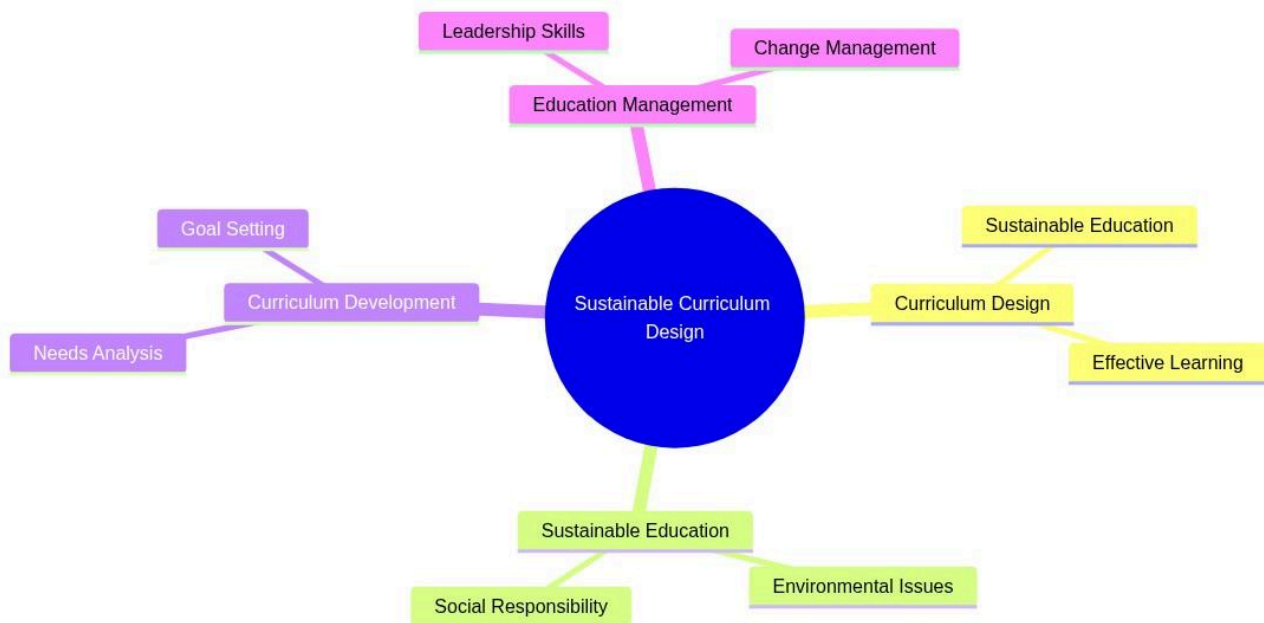 Leadership Skills
Change Management
Education Management
Goal Setting
Sustainable Education
Curriculum Development
Sustainable Curriculum
Design
Curriculum Design
Needs Analysis
Effective Learning
Sustainable Education
Environmental Issues
Social Responsibility